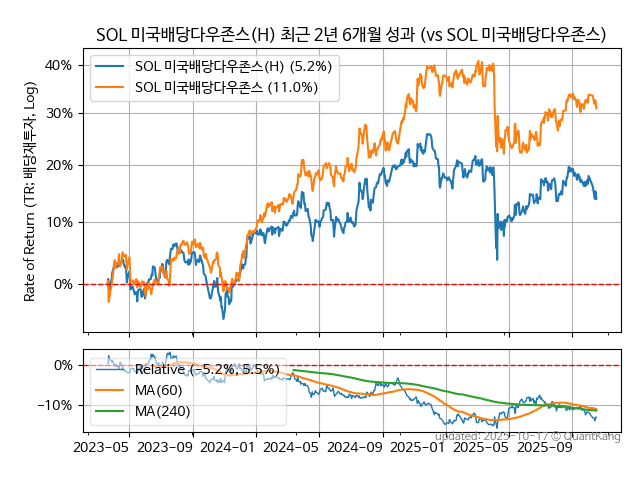 SOL 미국배당다우존스(H) 최근 2년 6개월 성과 (vs SOL 미국배당다우존스)
Rate of Return (TR: 배당재투자, Log)
SOL 미국배당다우존스(H) (5.2%)
SOL 미국배당다우존스 (11.0%)
40%
30%
20%
10%
0%
Relative (−5.2%, 5.5%)
MA(60)
MA(240)
0%
−10%
updated: 2025-10-17 © QuantKang
2023-05 2023-09 2024-01 2024-05 2024-09 2025-01 2025-05 2025-09